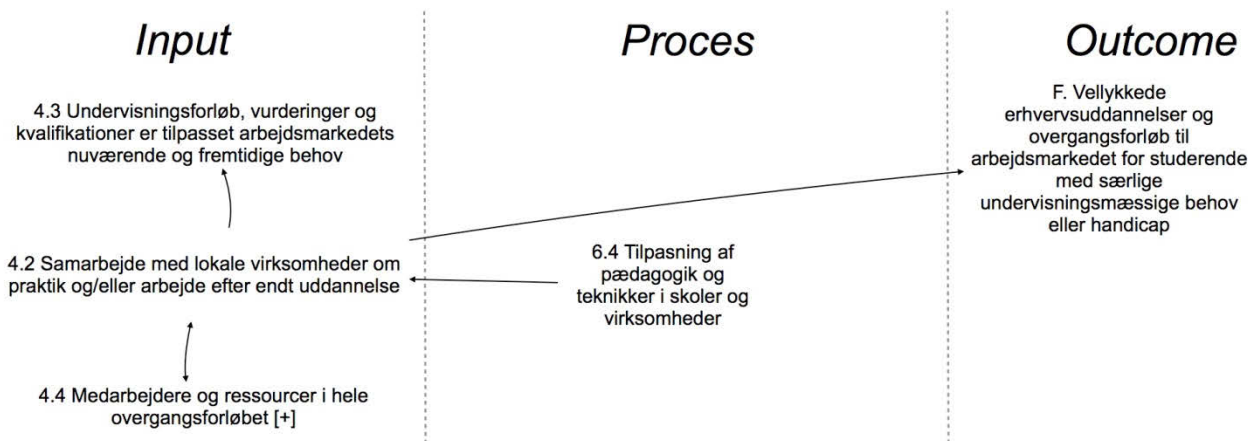 Input
Proces
Outcome
4.3 Undervisningsforløb, vurderinger og
kvalifikationer er tilpasset arbejdsmarkedets
nuværende og fremtidige behov
4.2 Samarbejde med lokale virksomheder om
praktik og/eller arbejde efter endt uddannelse
4.4 Medarbejdere og ressourcer i hele
overgangsforløbet [+]
6.4 Tilpasning af
pædagogik og
teknikker i skoler og
virksomheder
F. Vellykkede
erhvervsuddannelser og
overgangsforløb til
arbejdsmarkedet for studerende
med særlige
undervisningsmæssige behov
eller handicap